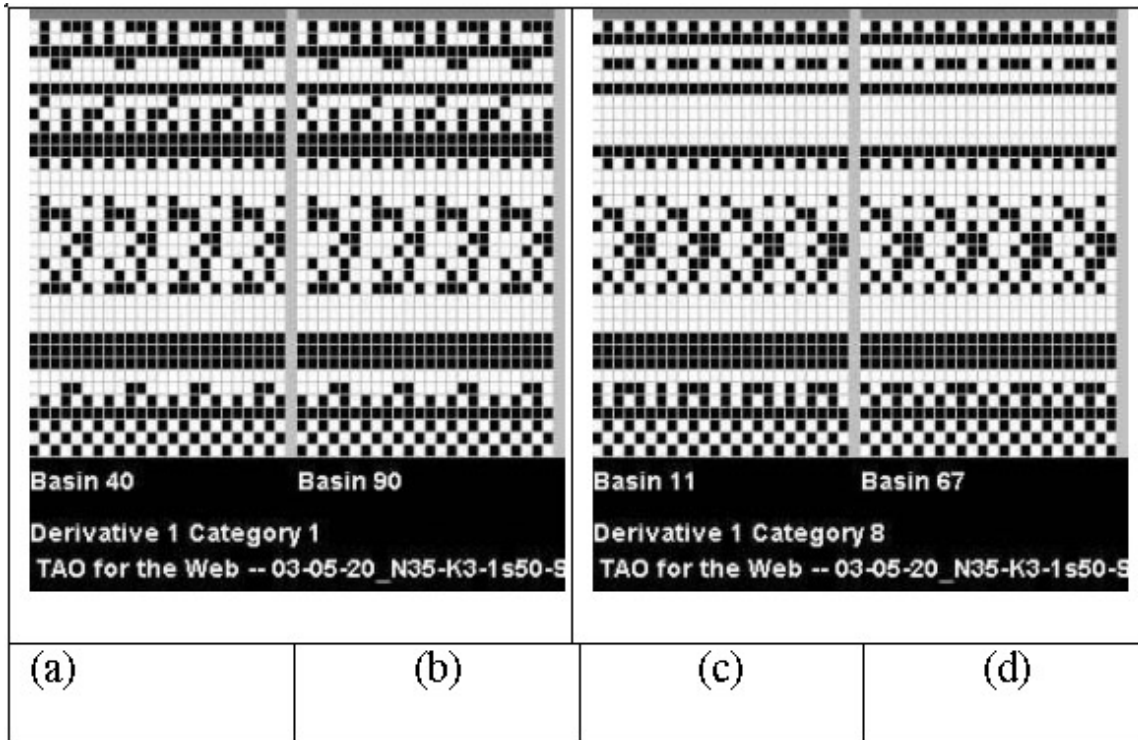 Basin 40 Basin 90
Derivative 1 Category 1
TAO for the Web -- 03-05-20_N35-K3-1s50-S
Basin 11 Basin 67
Derivative 1 Category 8
TAO for the Web -- 03-05-20_N35-K3-1s50-S
(a) (b) (c) (d)